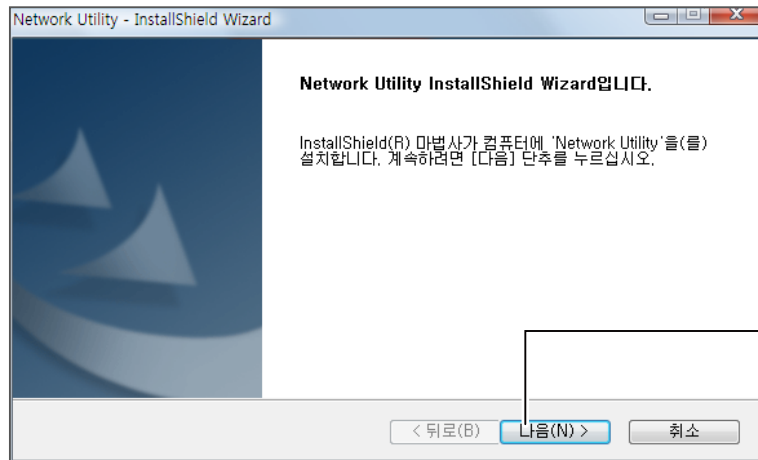 Network Utility - InstallShield Wizard
Network Utility InstallShield Wizard입니다.
InstallShield(R) 마법사가 컴퓨터에 'Network Utility'을(를)
설치합니다. 계속하려면 [다음] 단추를 누르십시오.
< 뒤로(B) 다음(N) > 취소